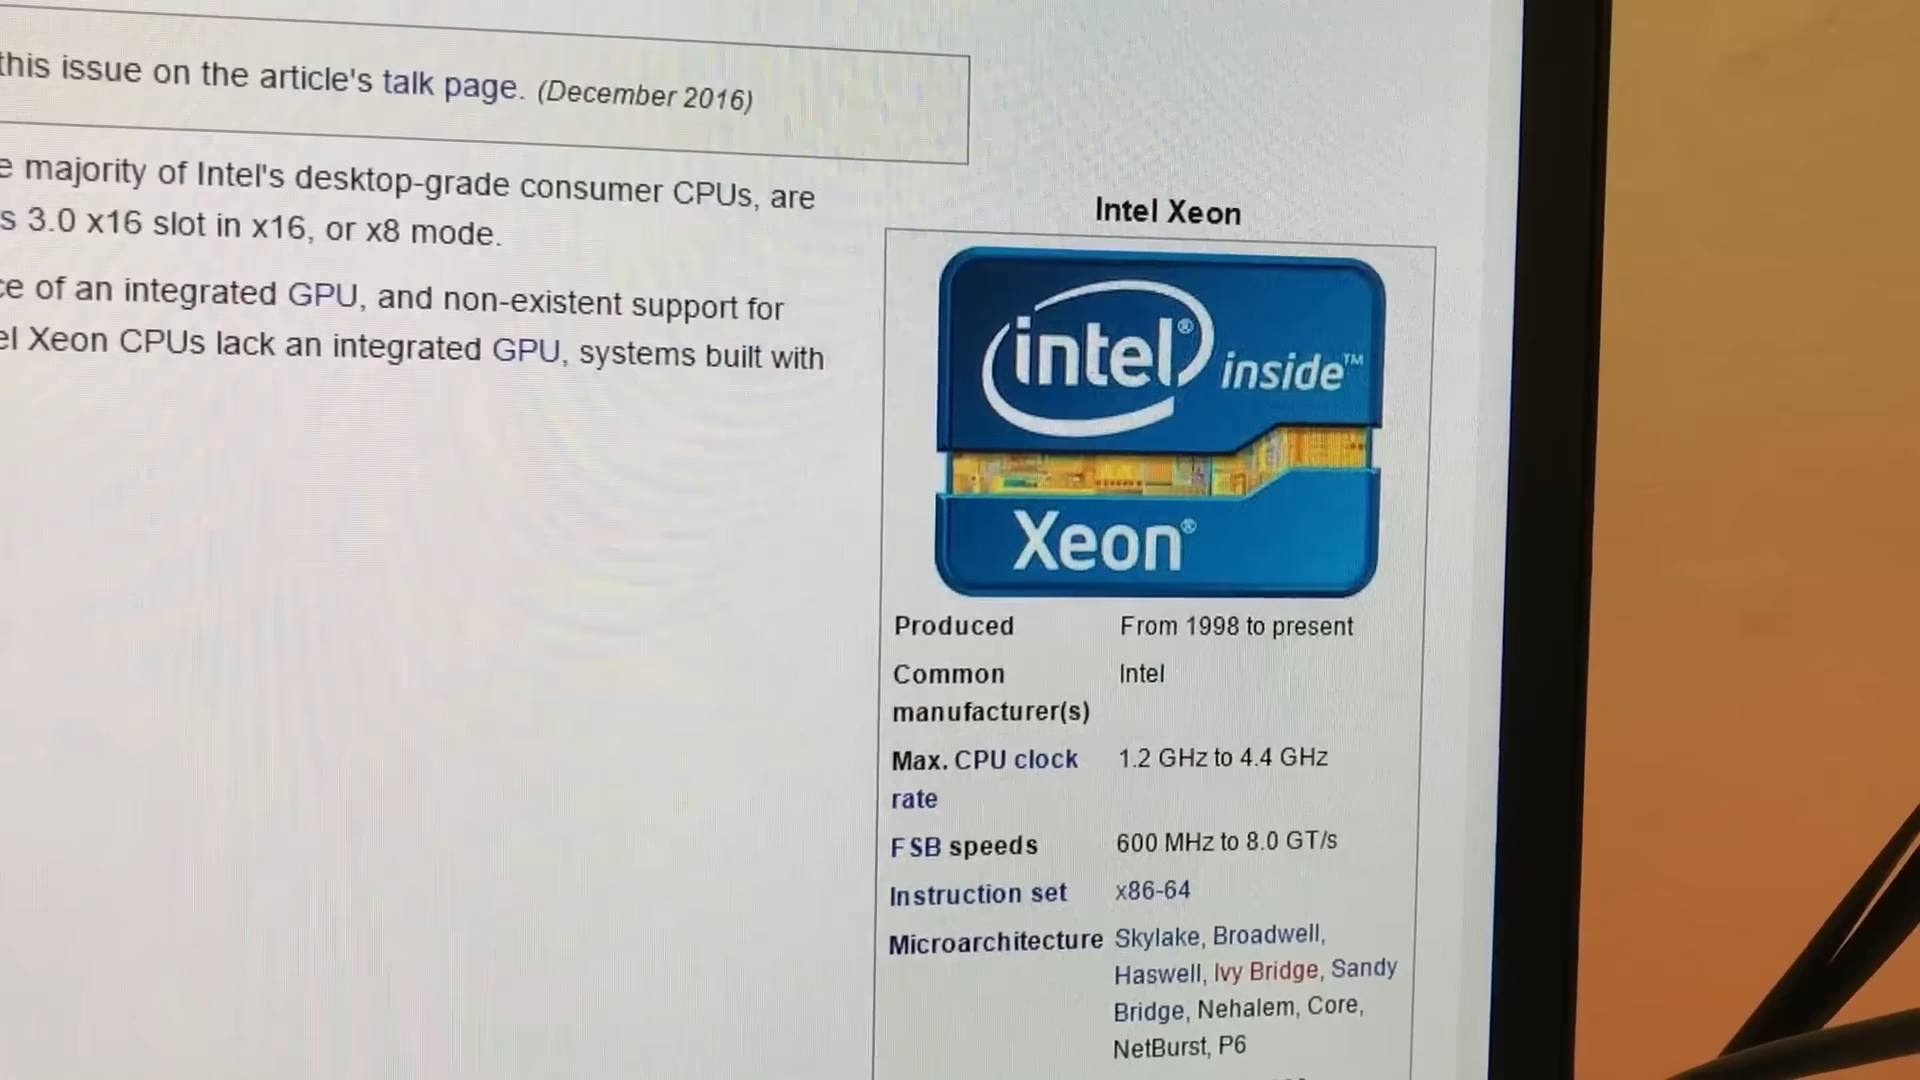 this issue on the article's talk page. (December 2016)
majority of Intel's desktop-grade consumer CPUs, are
3.0 x16 slot in x16, or x8 mode.
of an integrated GPU, and non-existent support for
Xeon CPUs lack an integrated GPU, systems built with
Intel Xeon
intel® inside™
Xeon®
Produced From 1998 to present
Common Intel
manufacturer(s)
Max. CPU clock 1.2 GHz to 4.4 GHz
rate
FSB speeds 600 MHz to 8.0 GT/s
Instruction set x86-64
Microarchitecture Skylake, Broadwell,
Haswell, Ivy Bridge, Sandy
Bridge, Nehalem, Core,
NetBurst, P6